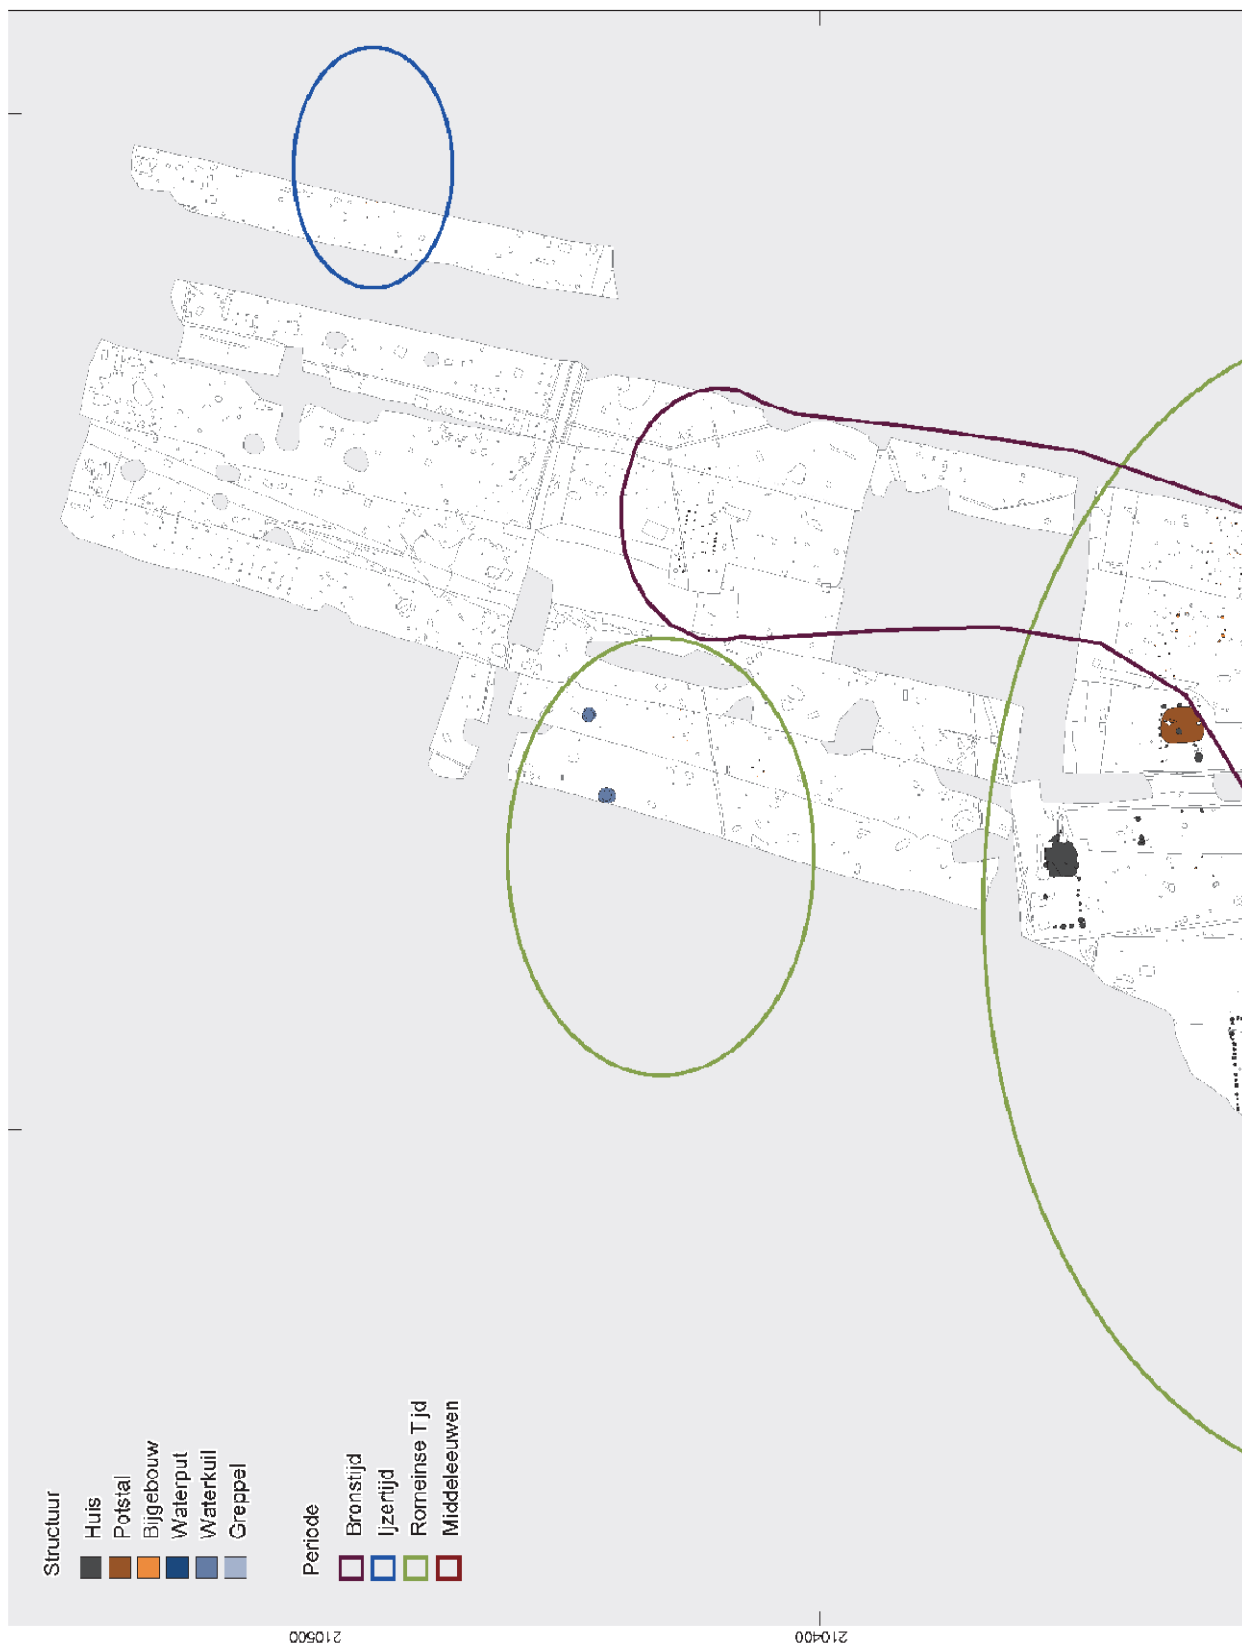 Structuur
Huis
Potstal
Bijgebouw
Waterput
Waterkuil
Greppel
Periode
Bronstijd
Ijzertijd
Romeinse Tijd
Middeleeuwen
210500
210400